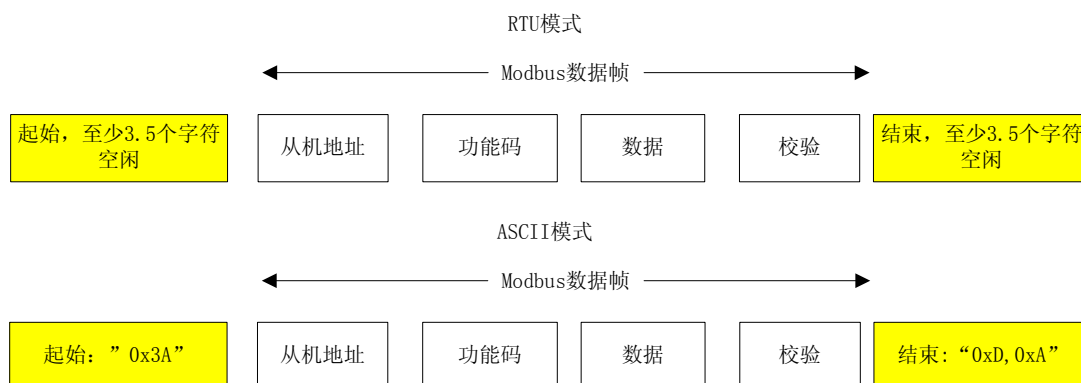 RTU模式
Modbus数据帧
起始，至少3.5个字符
空闲
从机地址
功能码
数据
校验
结束，至少3.5个字符
空闲
ASCII模式
Modbus数据帧
起始：”0x3A”
从机地址
功能码
数据
校验
结束:“0xD,0xA”